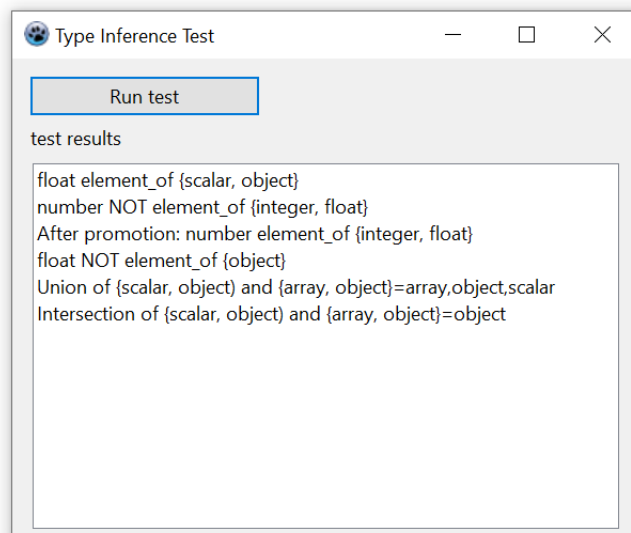 Type Inference Test
Run test
test results
float element_of {scalar, object}
number NOT element_of {integer, float}
After promotion: number element_of {integer, float}
float NOT element_of {object}
Union of {scalar, object) and {array, object}=array,object,scalar
Intersection of {scalar, object) and {array, object}=object